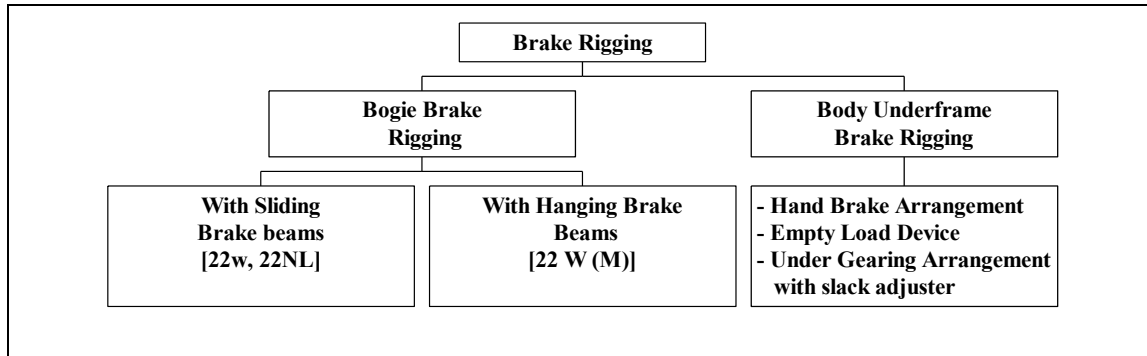 Brake Rigging
Bogie Brake
Rigging
Body Underframe
Brake Rigging
With Sliding
Brake beams
[22w, 22NL]
With Hanging Brake
Beams
[22 W (M)]
- Hand Brake Arrangement
- Empty Load Device
- Under Gearing Arrangement
with slack adjuster